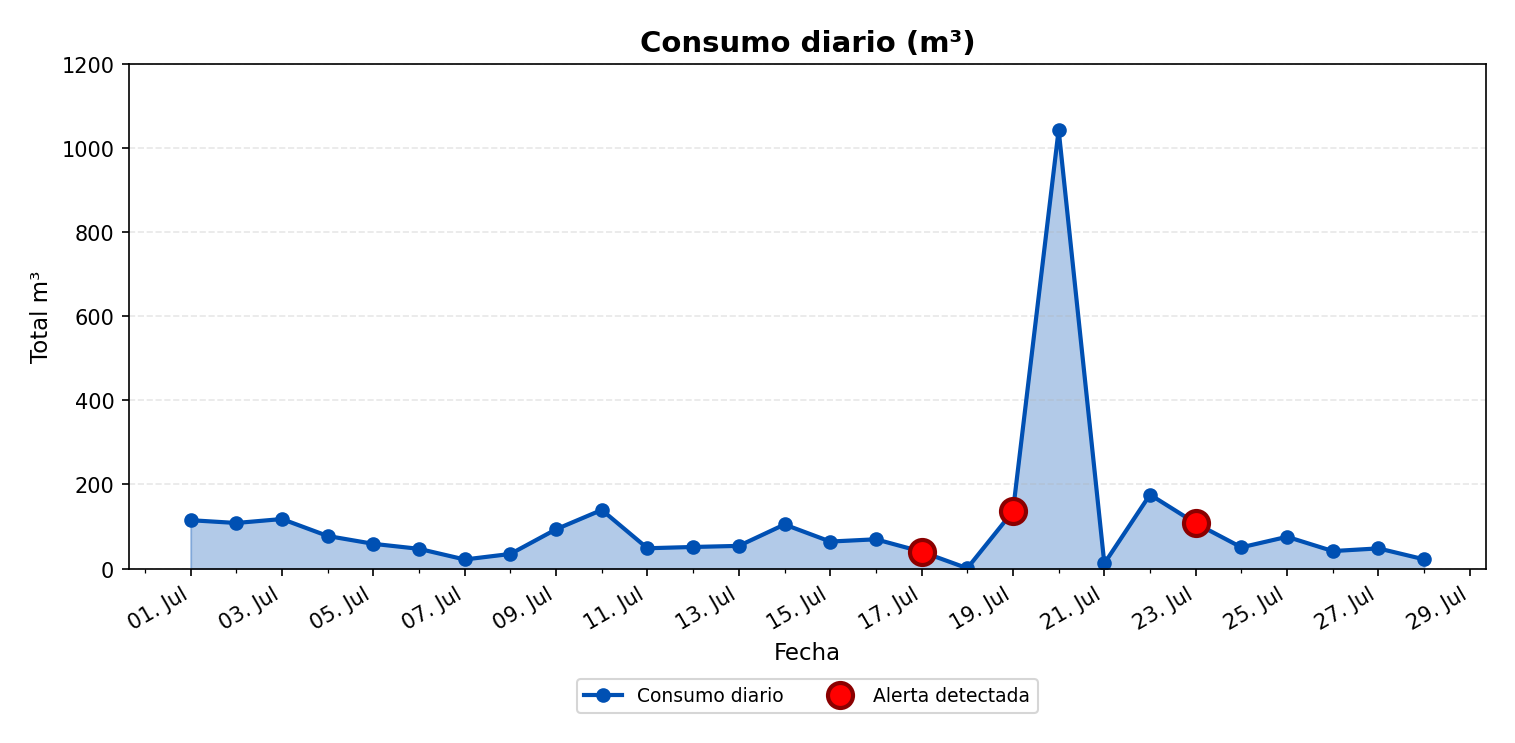 Consumo diario (m³)
1200
1000
800
600
400
200
0
Total m³
01. Jul
03. Jul
05. Jul
07. Jul
09. Jul
11. Jul
13. Jul
15. Jul
17. Jul
19. Jul
21. Jul
23. Jul
25. Jul
27. Jul
29. Jul
Fecha
Consumo diario
Alerta detectada